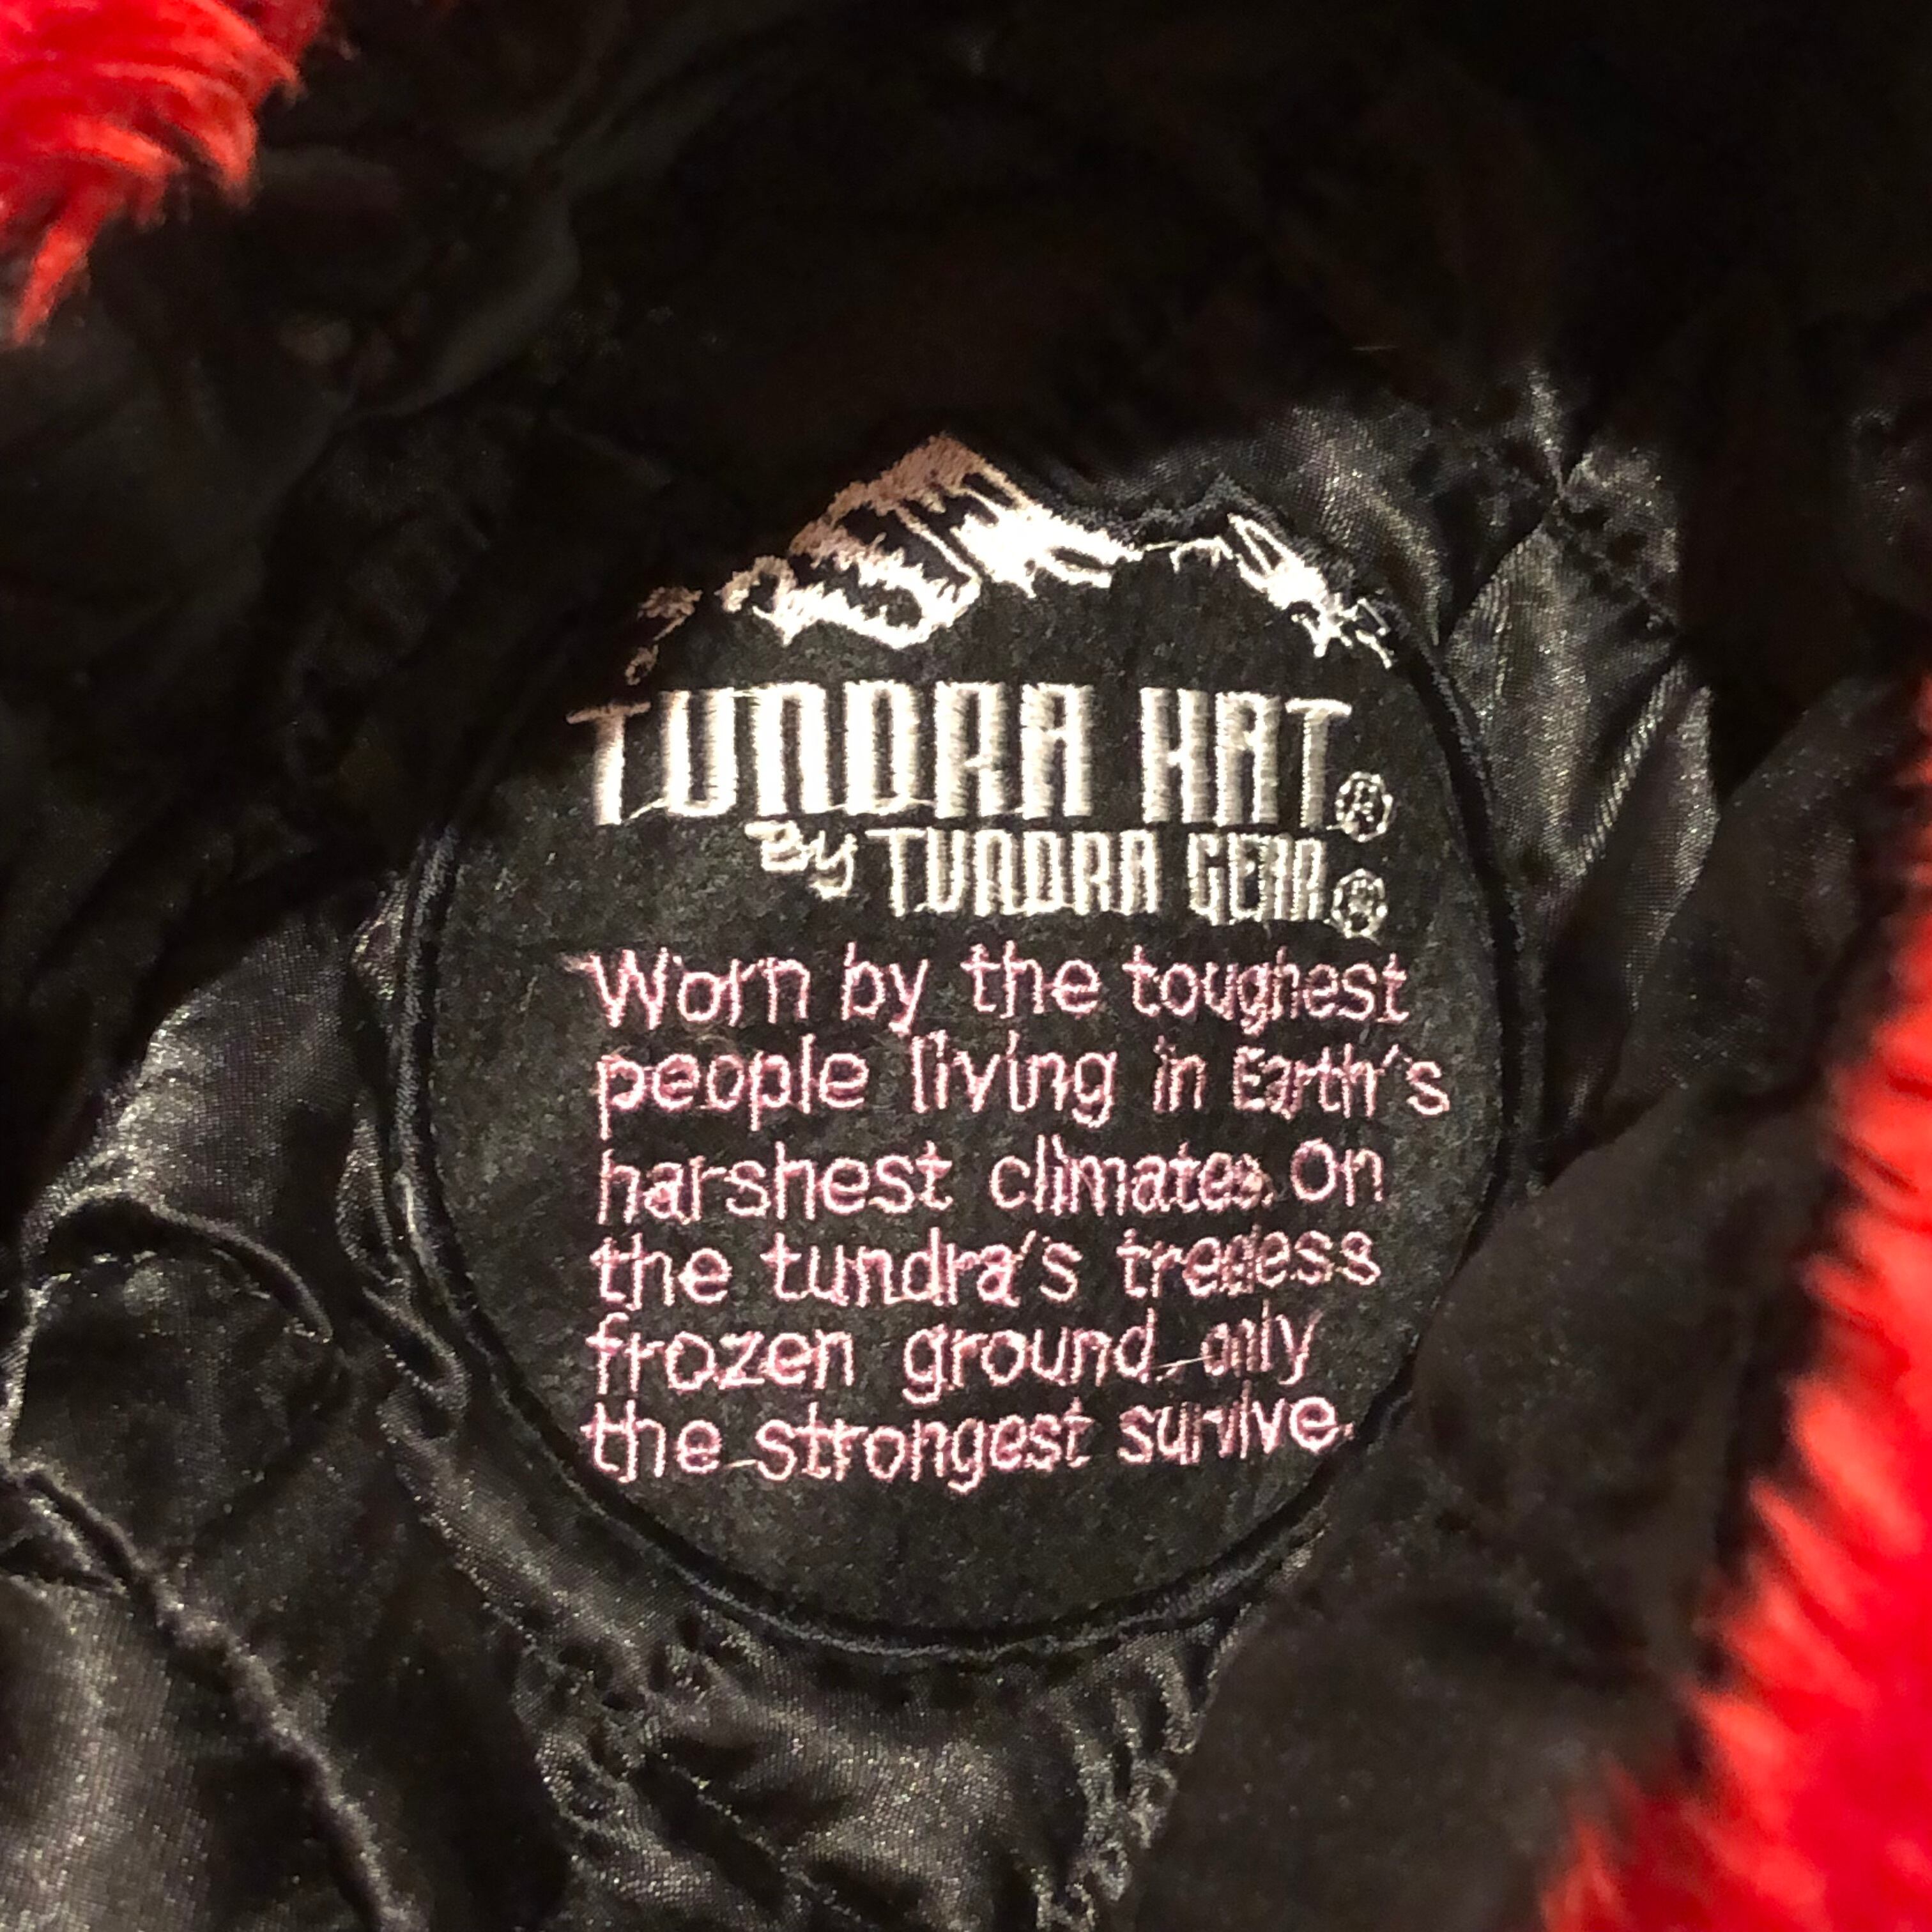 TUNDRA HAT®
By TUNDRA GEAR®
Worn by the toughest
people living in Earth's
harshest climates. On
the tundra's treeless
frozen ground only
the strongest survive.